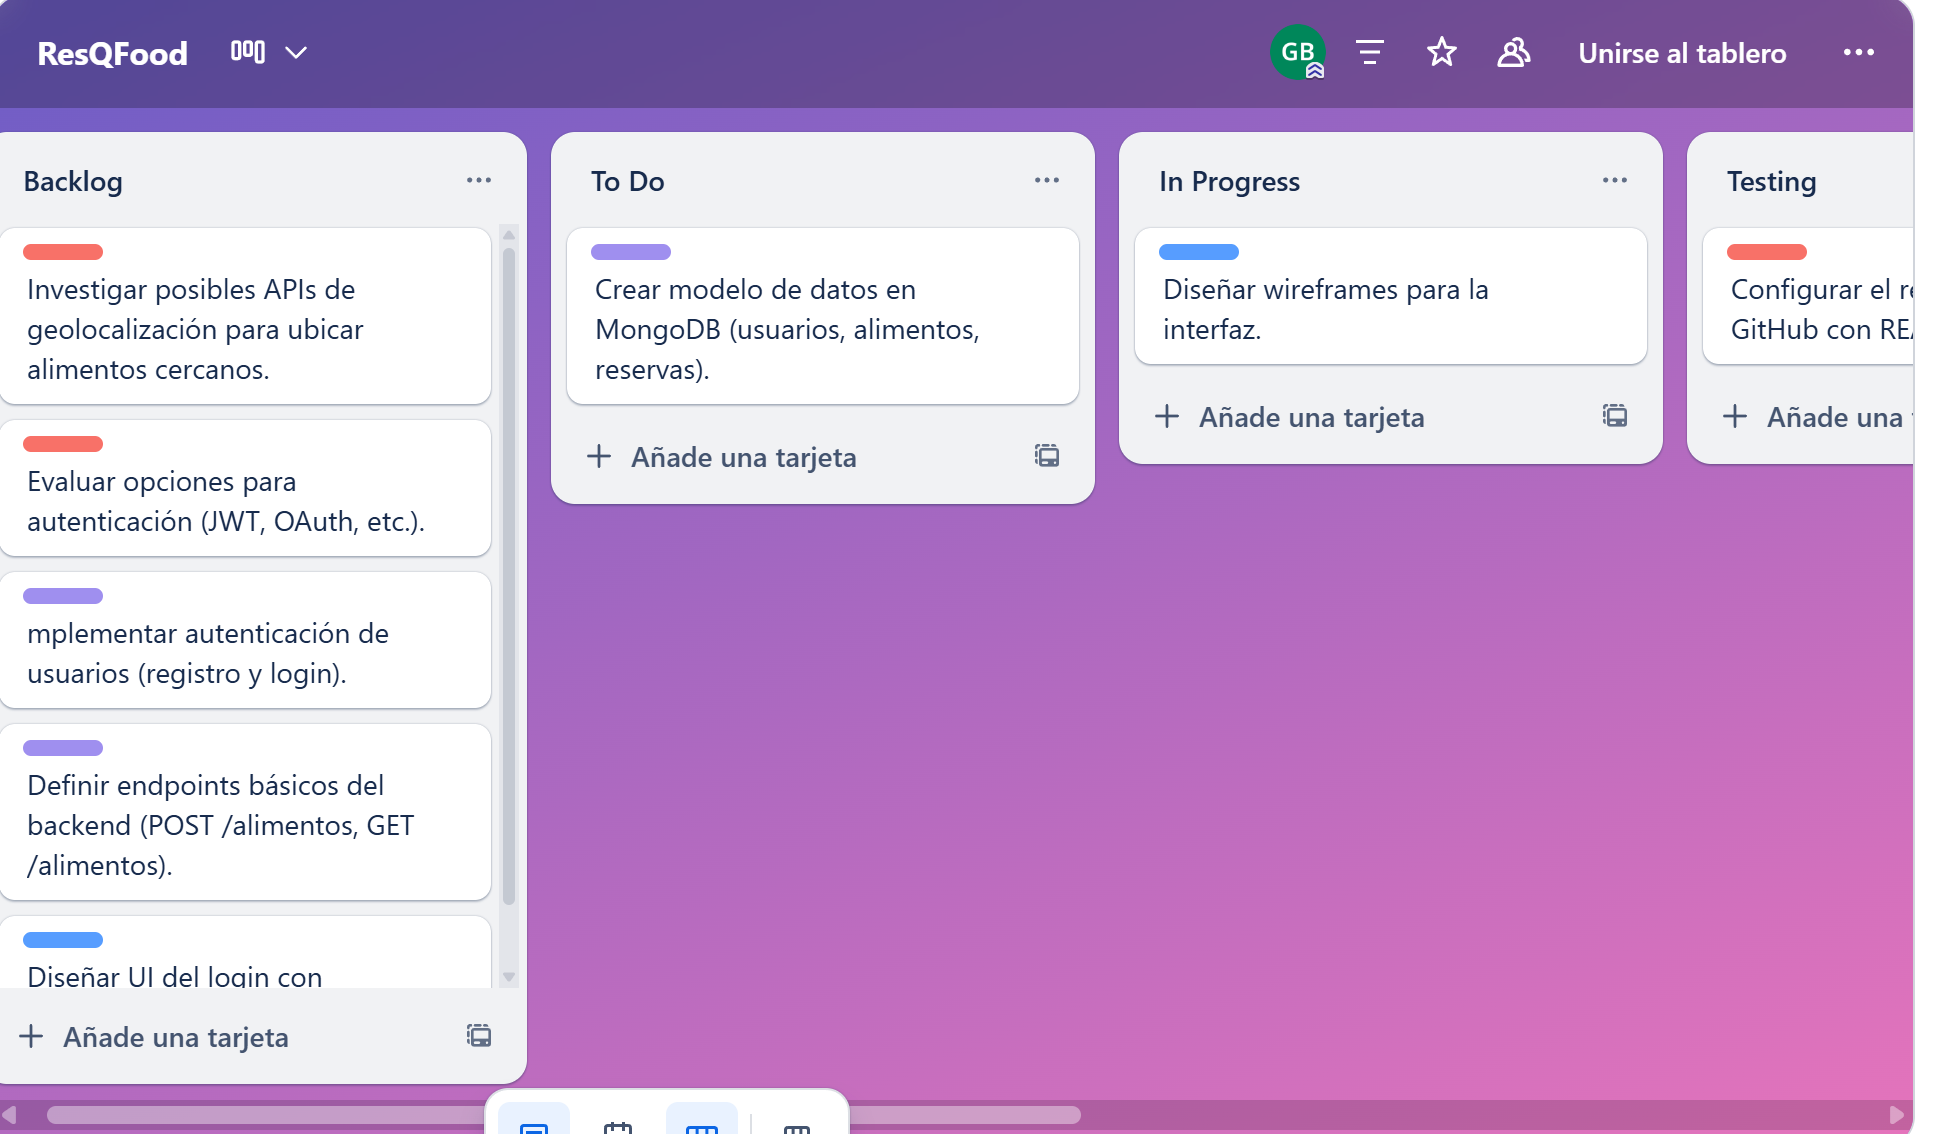 ResQFood
GB
Unirse al tablero
Backlog
Investigar posibles APIs de
geolocalización para ubicar
alimentos cercanos.
Evaluar opciones para
autenticación (JWT, OAuth, etc.).
mplementar autenticación de
usuarios (registro y login).
Definir endpoints básicos del
backend (POST /alimentos, GET
/alimentos).
Diseñar UI del login con
Añade una tarjeta
To Do
Crear modelo de datos en
MongoDB (usuarios, alimentos,
reservas).
Añade una tarjeta
In Progress
Diseñar wireframes para la
interfaz.
Añade una tarjeta
Testing
Configurar el
GitHub con
Añade una